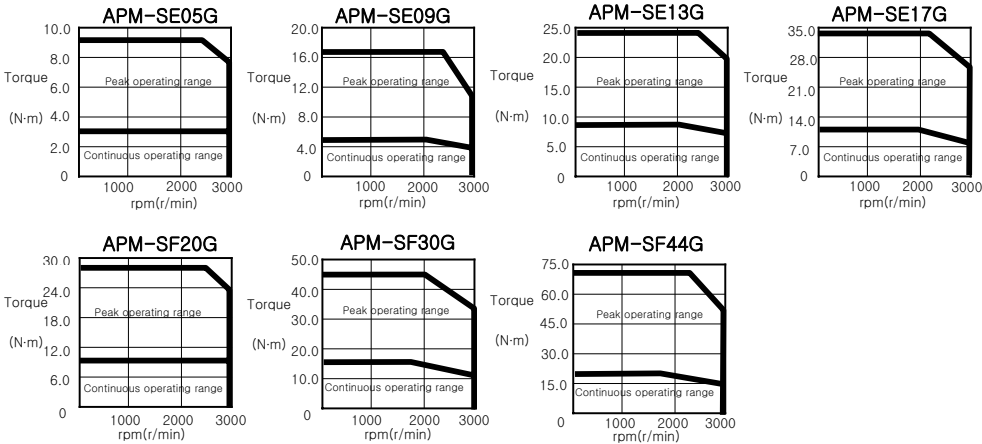 APM-SE05G
10.0
8.0
Torque
Peak operating range
6.0
(N·m)
4.0
2.0
Continuous operating range
0
1000 2000 3000
rpm(r/min)
APM-SE09G
20.0
16.0
Torque
Peak operating range
12.0
(N·m)
8.0
4.0
Continuous operating range
0
1000 2000 3000
rpm(r/min)
APM-SE13G
25.0
20.0
Torque
Peak operating range
15.0
(N·m)
10.0
5.0
Continuous operating range
0
1000 2000 3000
rpm(r/min)
APM-SE17G
35.0
28.0
Torque
Peak operating range
21.0
(N·m)
14.0
7.0
Continuous operating range
0
1000 2000 3000
rpm(r/min)
APM-SF20G
30.0
24.0
Torque
18.0
Peak operating range
(N·m)
12.0
6.0
Continuous operating range
0
1000 2000 3000
rpm(r/min)
APM-SF30G
50.0
40.0
Torque
Peak operating range
30.0
(N·m)
20.0
10.0
Continuous operating range
0
1000 2000 3000
rpm(r/min)
APM-SF44G
75.0
60.0
Torque
Peak operating range
45.0
(N·m)
30.0
15.0
Continuous operating range
0
1000 2000 3000
rpm(r/min)